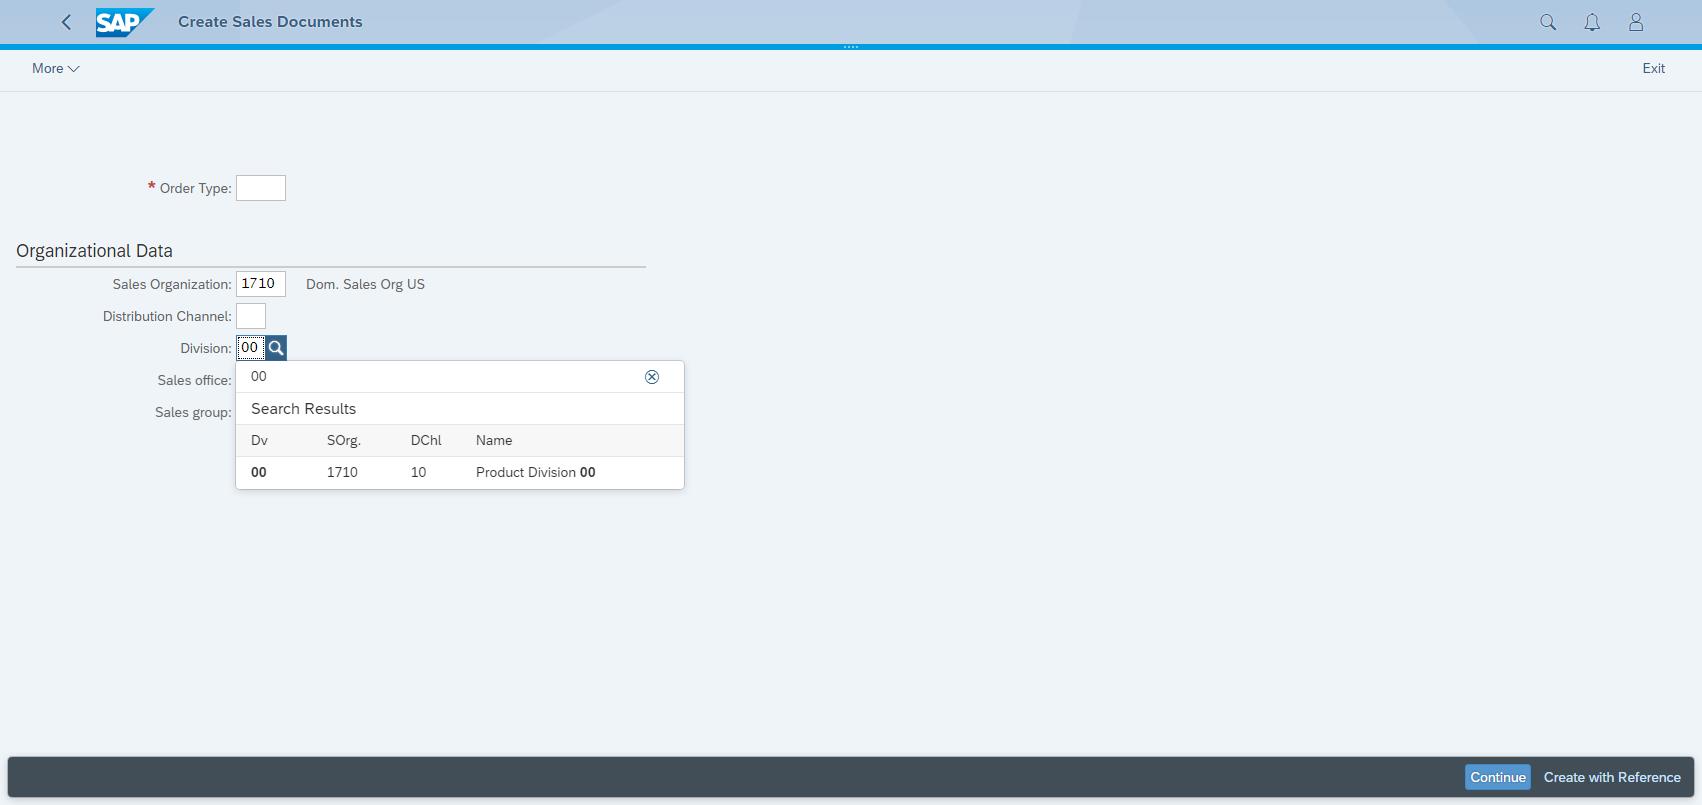 SAP Create Sales Documents
More Exit
* Order Type:
Organizational Data
Sales Organization: 1710 Dom. Sales Org US
Distribution Channel:
Division: 00
Sales office: 00
Sales group: Search Results
Dv SOrg. DChl Name
00 1710 10 Product Division 00
Continue Create with Reference